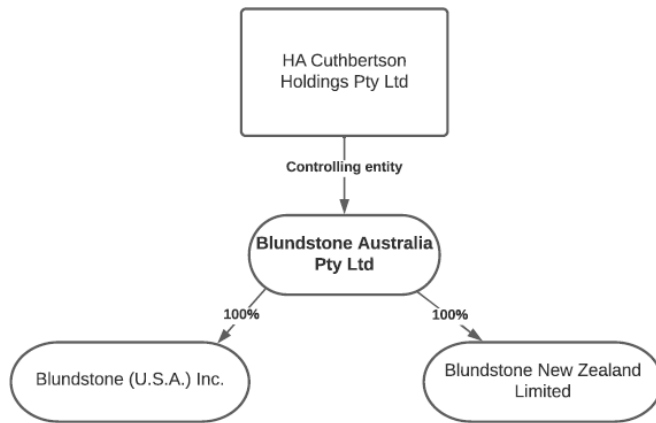 HA Cuthbertson
Holdings Pty Ltd
Controlling entity
Blundstone Australia
Pty Ltd
100%
100%
Blundstone (U.S.A.) Inc.
Blundstone New Zealand
Limited